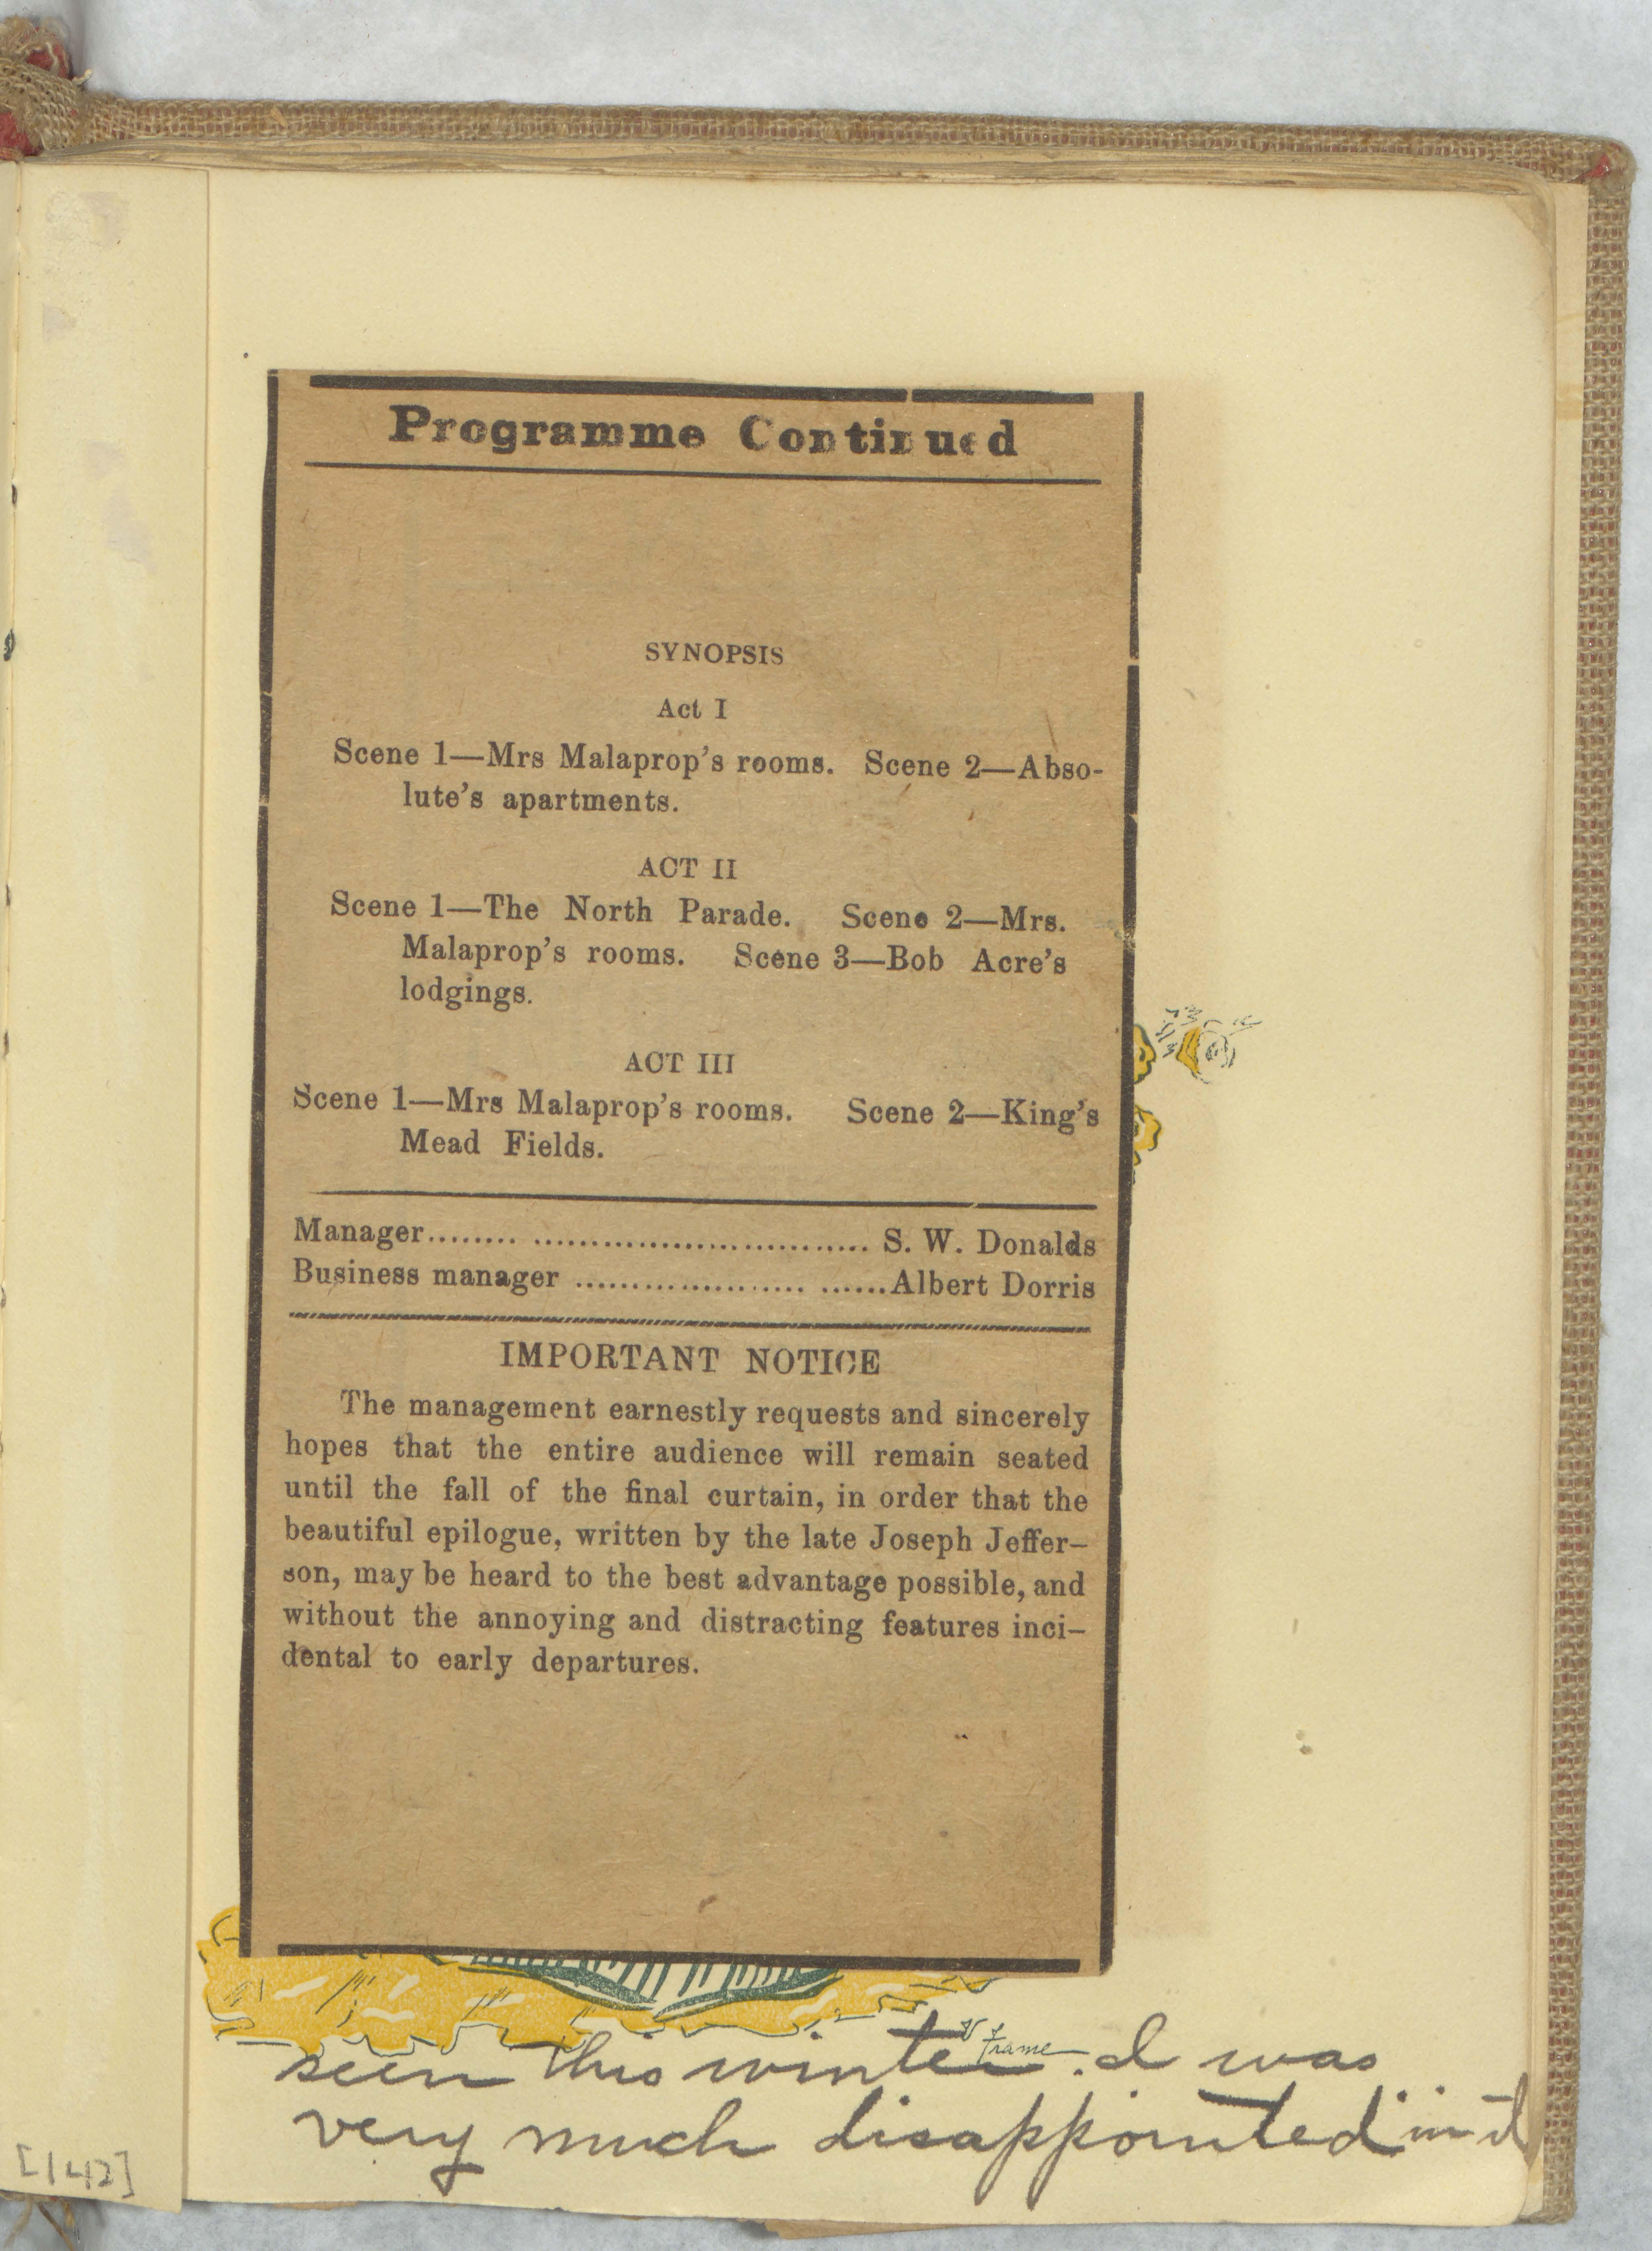 Programme Continued
SYNOPSIS
Act I
Scene 1—Mrs Malaprop's rooms. Scene 2—Abso-
lute's apartments.
ACT II
Scene 1—The North Parade. Scene 2—Mrs.
Malaprop's rooms. Scene 3—Bob Acre's
lodgings.
ACT III
Scene 1—Mrs Malaprop's rooms. Scene 2—King's
Mead Fields.
Manager........ .............................. S. W. Donalds
Business manager .................... ......Albert Dorris
IMPORTANT NOTICE
The management earnestly requests and sincerely
hopes that the entire audience will remain seated
until the fall of the final curtain, in order that the
beautiful epilogue, written by the late Joseph Jeffer-
son, may be heard to the best advantage possible, and
without the annoying and distracting features inci-
dental to early departures.
seen this winter. I was
very much disappointed in it
[142]